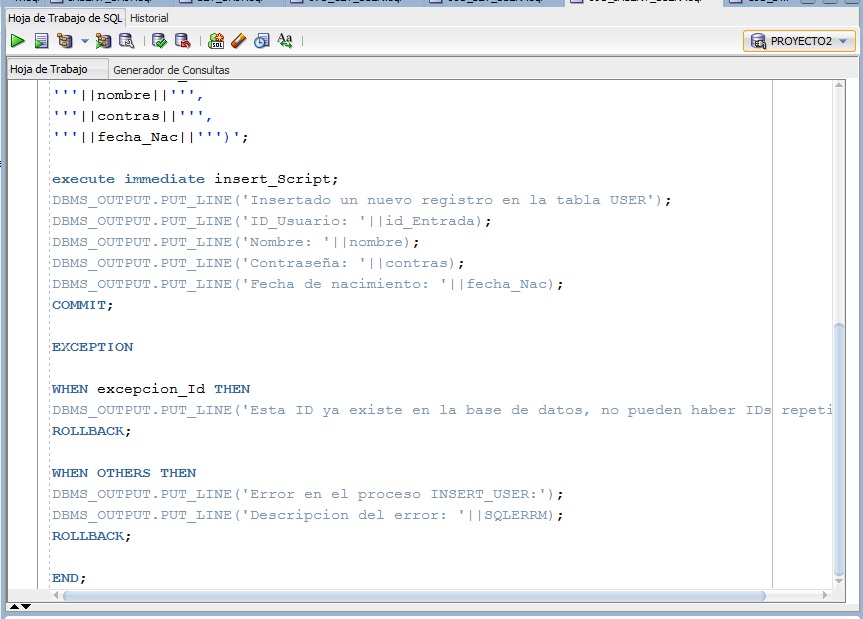 Hoja de Trabajo de SQL Historial
PROYECTO2
Hoja de Trabajo Generador de Consultas
'''||nombre||''',
'''||contras||''',
'''||fecha_Nac||''')';
execute immediate insert_Script;
DBMS_OUTPUT.PUT_LINE('Insertado un nuevo registro en la tabla USER');
DBMS_OUTPUT.PUT_LINE('ID_Usuario: '||id_Entrada);
DBMS_OUTPUT.PUT_LINE('Nombre: '||nombre);
DBMS_OUTPUT.PUT_LINE('Contraseña: '||contras);
DBMS_OUTPUT.PUT_LINE('Fecha de nacimiento: '||fecha_Nac);
COMMIT;
EXCEPTION
WHEN excepcion_Id THEN
DBMS_OUTPUT.PUT_LINE('Esta ID ya existe en la base de datos, no pueden haber IDs repeti
ROLLBACK;
WHEN OTHERS THEN
DBMS_OUTPUT.PUT_LINE('Error en el proceso INSERT_USER:');
DBMS_OUTPUT.PUT_LINE('Descripcion del error: '||SQLERRM);
ROLLBACK;
END;